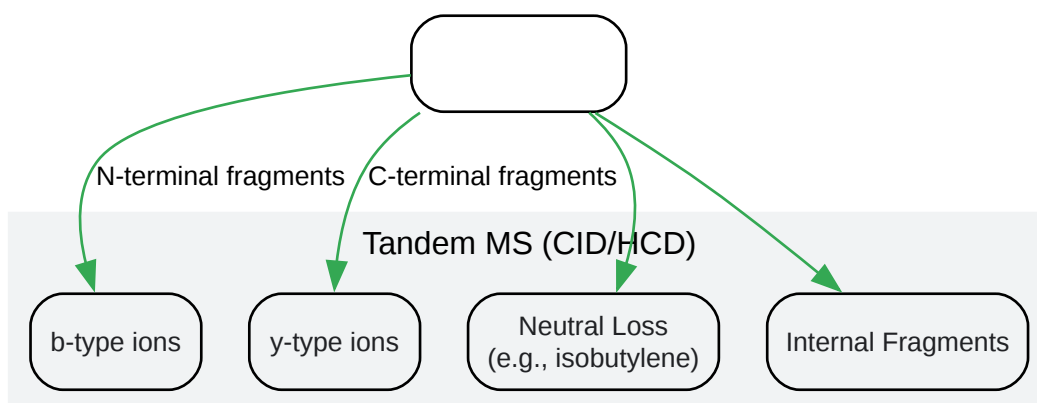 N-terminal fragments
C-terminal fragments
Tandem MS (CID/HCD)
b-type ions
y-type ions
Neutral Loss
(e.g., isobutylene)
Internal Fragments